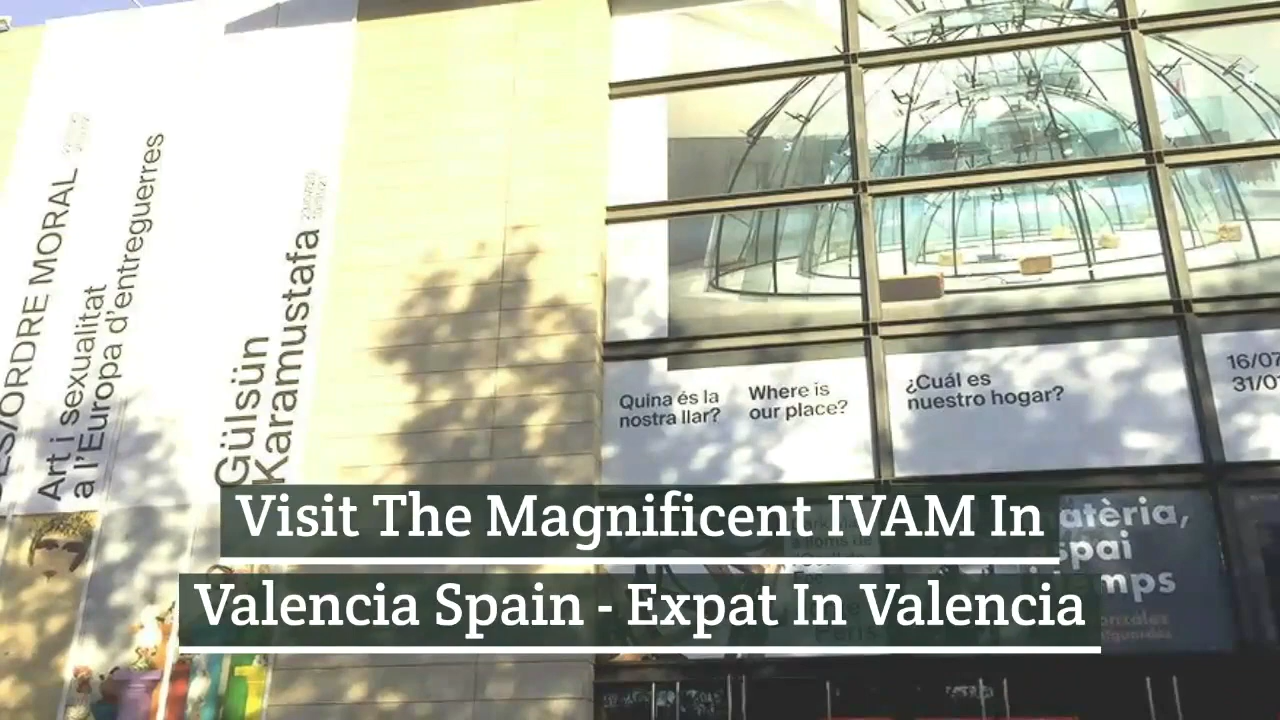 ES/ORDRE MORAL
Art i sexualitat
a l'Europa d'entreguerres
Gülsün
Karamustafa
Quina és la
nostra llar?
Where is
our place?
¿Cuál es
nuestro hogar?
16/07
31/0
atèria,
spai
mps
Visit The Magnificent IVAM In
Valencia Spain - Expat In Valencia